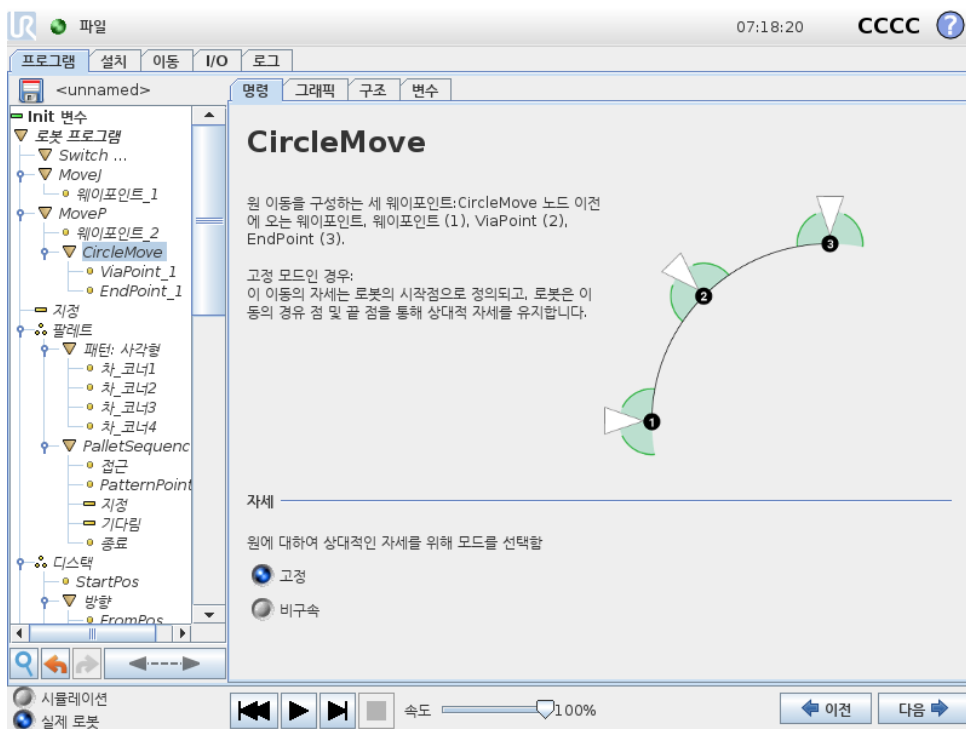 UR 파일 07:18:20 CCCC ?
프로그램 설치 이동 I/O 로그
<unnamed>
명령 그래픽 구조 변수
Init 변수
로봇 프로그램
Switch ...
MoveJ
웨이포인트_1
MoveP
웨이포인트_2
CircleMove
ViaPoint_1
EndPoint_1
지정
팔레트
패턴: 사각형
차_코너1
차_코너2
차_코너3
차_코너4
PalletSequenc
접근
PatternPoint
지정
기다림
종료
디스택
StartPos
방향
FromPos
CircleMove
원 이동을 구성하는 세 웨이포인트:CircleMove 노드 이전
에 오는 웨이포인트, 웨이포인트 (1), ViaPoint (2),
EndPoint (3).
고정 모드인 경우:
이 이동의 자세는 로봇의 시작점으로 정의되고, 로봇은 이
동의 경유 점 및 끝 점을 통해 상대적 자세를 유지합니다.
3
2
1
자세
원에 대하여 상대적인 자세를 위해 모드를 선택함
고정
비구속
시뮬레이션
실제 로봇
속도 100%
이전 다음